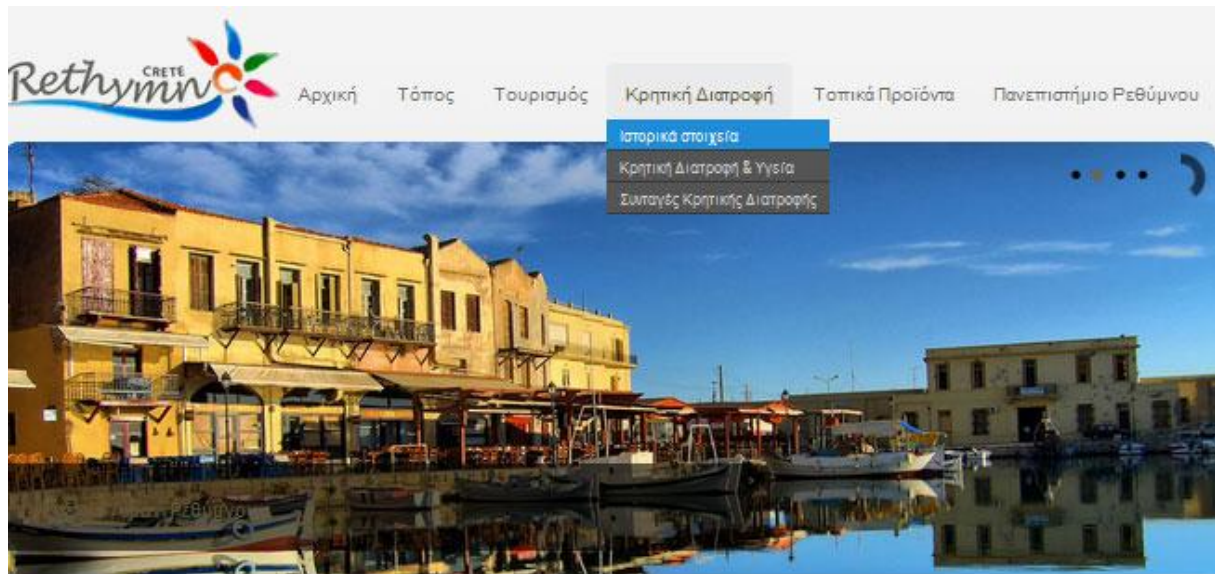 CRETE
Rethymno
Αρχική Τόπος Τουρισμός Κρητική Διατροφή Τοπικά Προϊόντα Πανεπιστήμιο Ρεθύμνου
Ιστορικά στοιχεία
Κρητική Διατροφή & Υγεία
Συνταγές Κρητικής Διατροφής